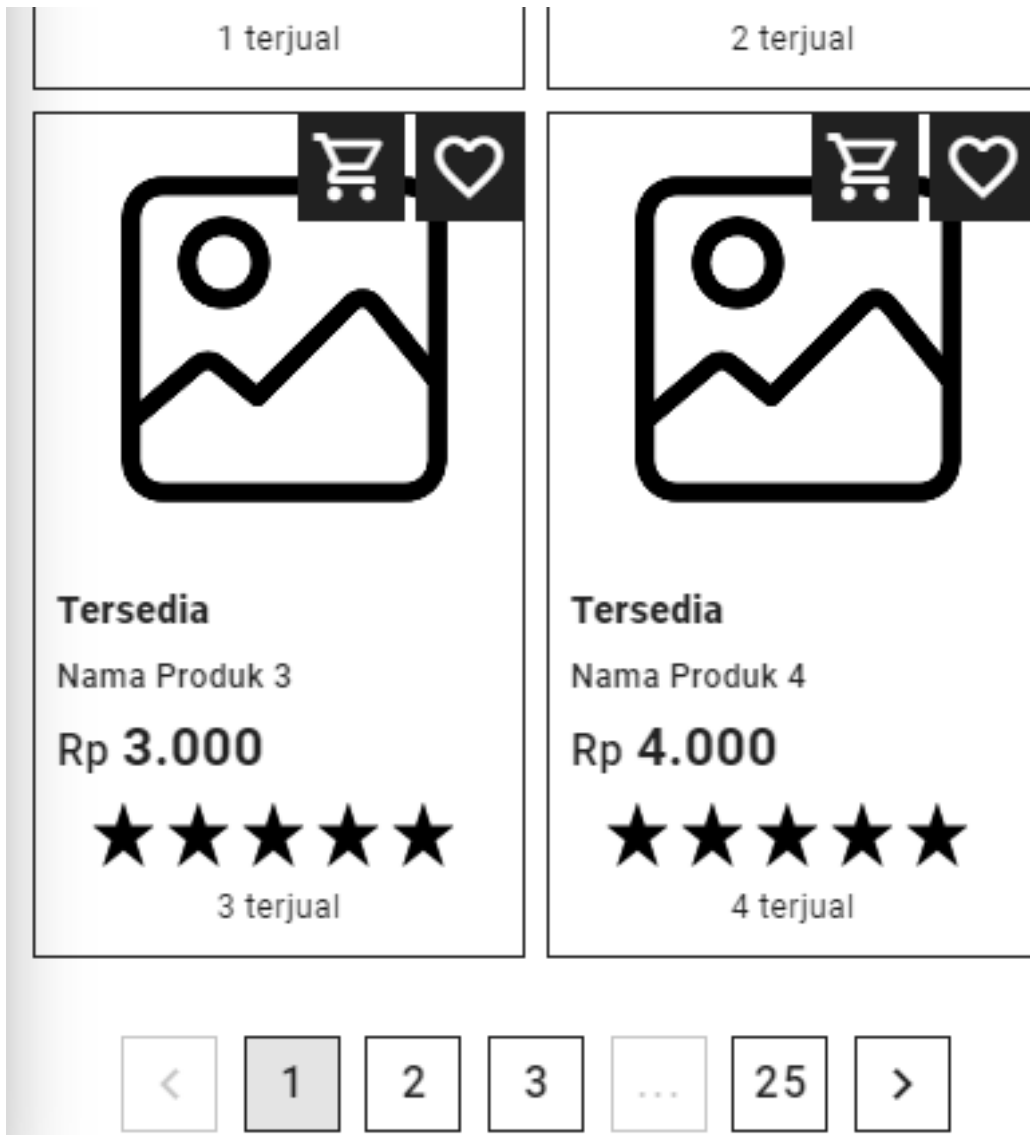 1 terjual
2 terjual
Tersedia
Nama Produk 3
Rp 3.000
3 terjual
Tersedia
Nama Produk 4
Rp 4.000
4 terjual
1 2 3 ... 25